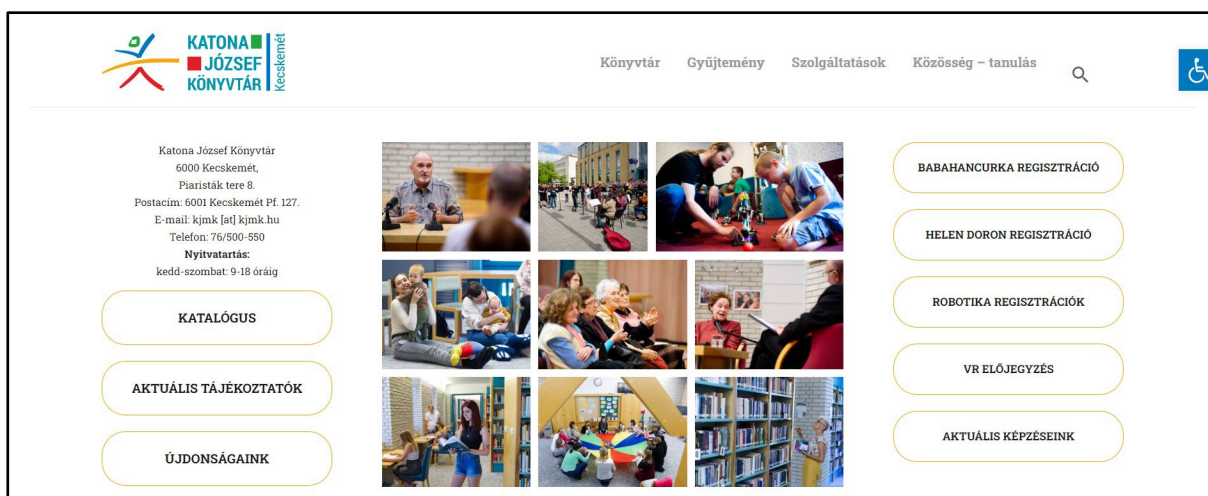 KATONA
JÓZSEF
KÖNYVTÁR
Kecskemét
Könyvtár Gyűjtemény Szolgáltatások Közösség – tanulás
Katona József Könyvtár
6000 Kecskemét,
Piaristák tere 8.
Postacím: 6001 Kecskemét Pf. 127.
E-mail: kjmk [at] kjmk.hu
Telefon: 76/500-550
Nyitvatartás:
kedd-szombat: 9-18 óráig
KATALÓGUS
AKTUÁLIS TÁJÉKOZTATÓK
ÚJDONSÁGAINK
BABAHANCURKA REGISZTRÁCIÓ
HELEN DORON REGISZTRÁCIÓ
ROBOTIKA REGISZTRÁCIÓK
VR ELŐJEGYZÉS
AKTUÁLIS KÉPZÉSEINK